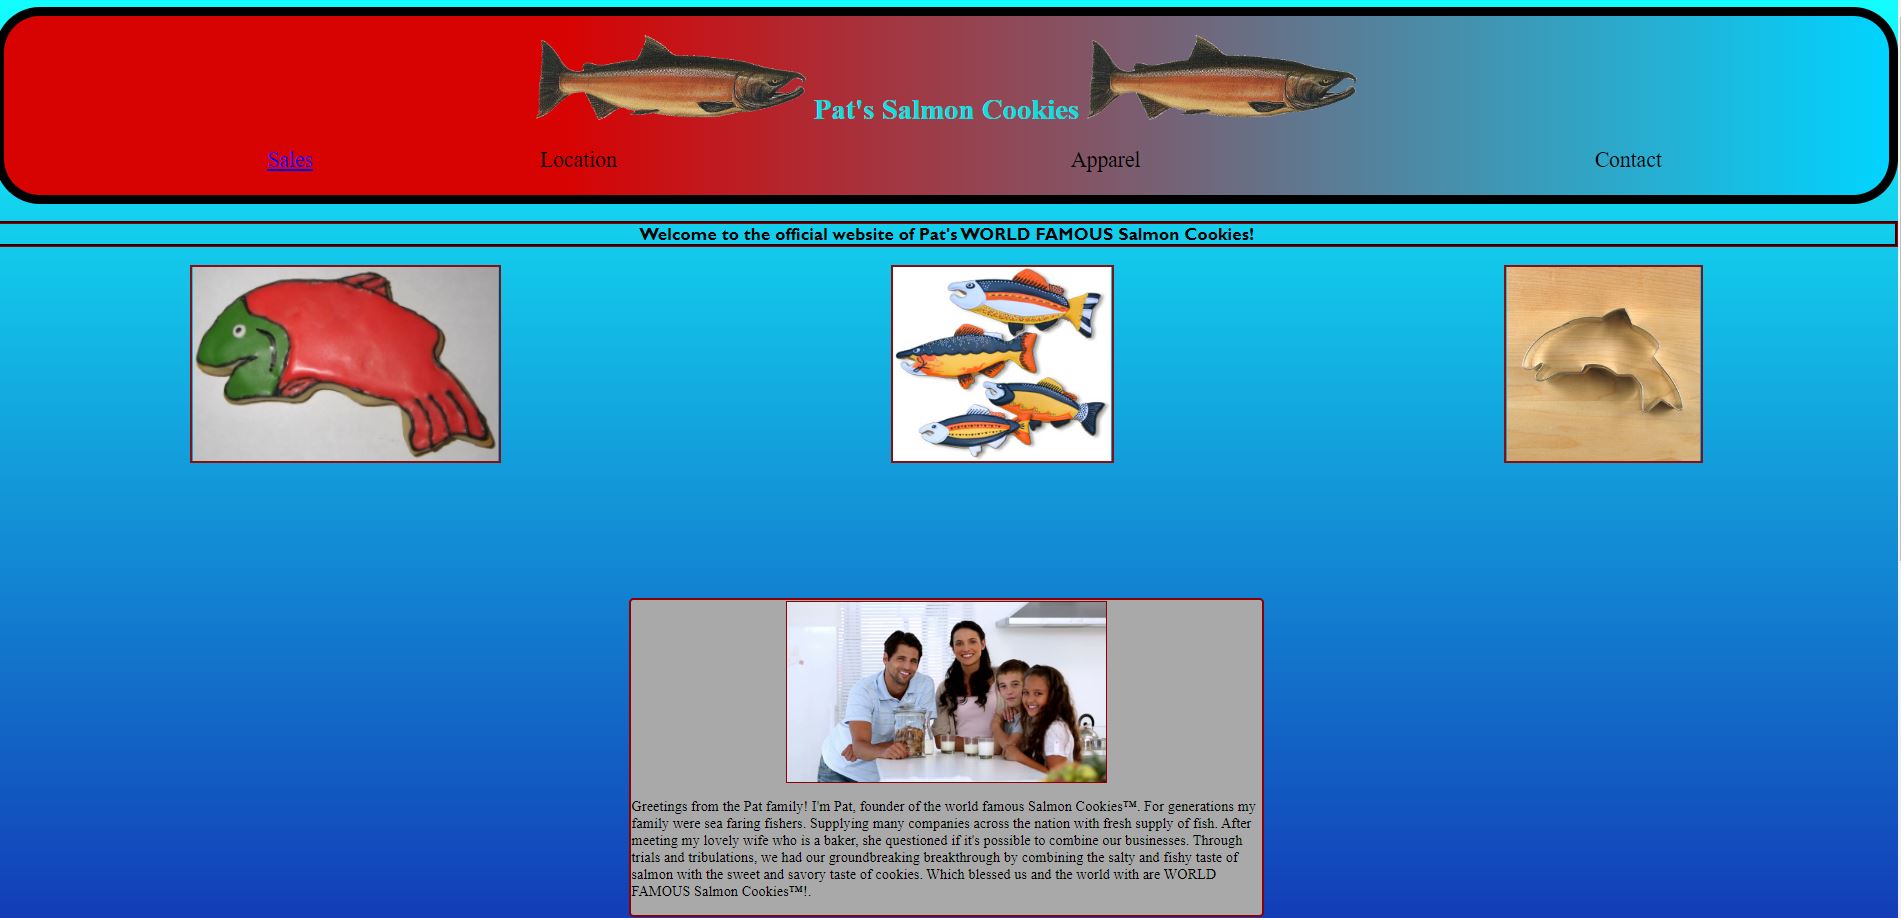 Pat's Salmon Cookies
Sales Location Apparel Contact
Welcome to the official website of Pat's WORLD FAMOUS Salmon Cookies!
Greetings from the Pat family! I'm Pat, founder of the world famous Salmon Cookies™. For generations my
family were sea faring fishers. Supplying many companies across the nation with fresh supply of fish. After
meeting my lovely wife who is a baker, she questioned if it's possible to combine our businesses. Through
trials and tribulations, we had our groundbreaking breakthrough by combining the salty and fishy taste of
salmon with the sweet and savory taste of cookies. Which blessed us and the world with are WORLD
FAMOUS Salmon Cookies™!.